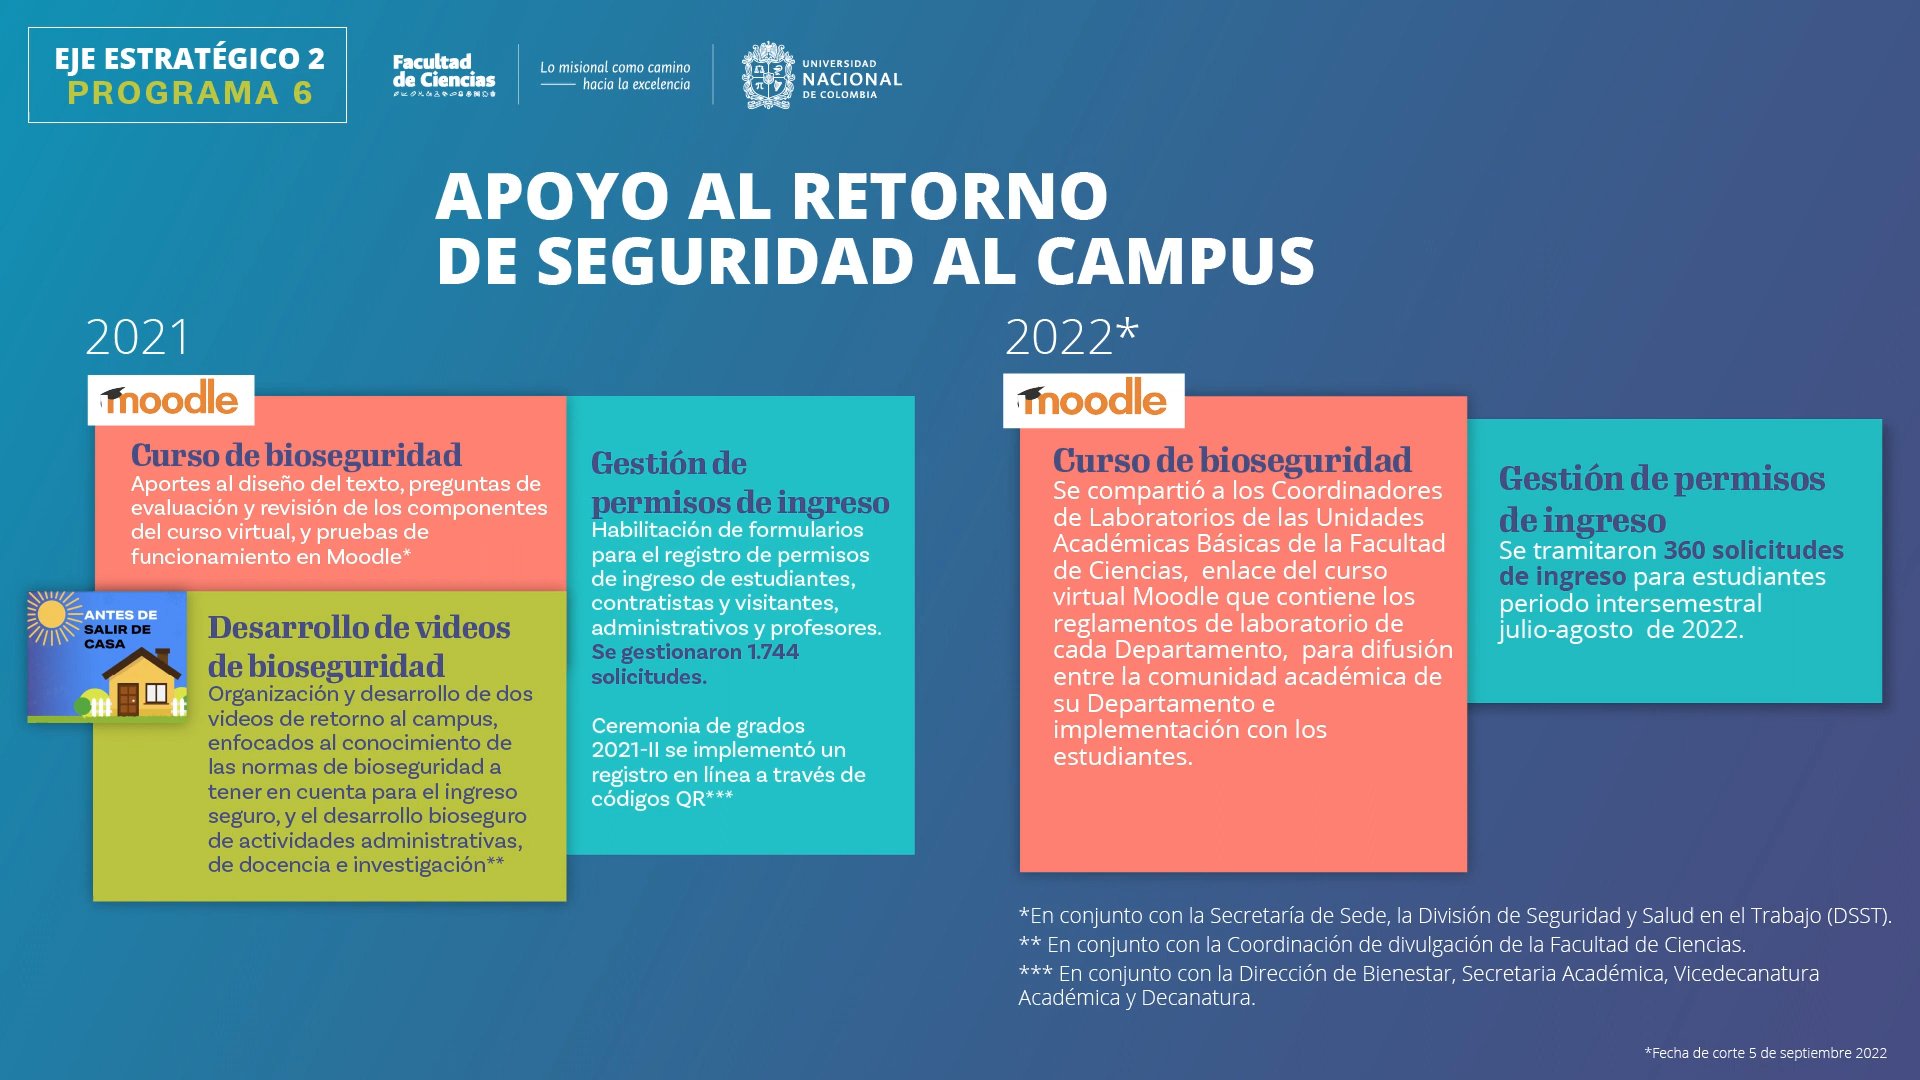 EJE ESTRATÉGICO 2
PROGRAMA 6
Facultad
de Ciencias
Lo misional como camino
hacia la excelencia
UNIVERSIDAD
NACIONAL
DE COLOMBIA
APOYO AL RETORNO
DE SEGURIDAD AL CAMPUS
2021
moodle
Curso de bioseguridad
Aportes al diseño del texto, preguntas de
evaluación y revisión de los componentes
del curso virtual, y pruebas de
funcionamiento en Moodle*
ANTES DE
SALIR DE
CASA
Desarrollo de videos
de bioseguridad
Organización y desarrollo de dos
videos de retorno al campus,
enfocados al conocimiento de
las normas de bioseguridad a
tener en cuenta para el ingreso
seguro, y el desarrollo bioseguro
de actividades administrativas,
de docencia e investigación**
Gestión de
permisos de ingreso
Habilitación de formularios
para el registro de permisos
de ingreso de estudiantes,
contratistas y visitantes,
administrativos y profesores.
Se gestionaron 1.744
solicitudes.
Ceremonia de grados
2021-II se implementó un
registro en línea a través de
códigos QR***
2022*
moodle
Curso de bioseguridad
Se compartió a los Coordinadores
de Laboratorios de las Unidades
Académicas Básicas de la Facultad
de Ciencias,  enlace del curso
virtual Moodle que contiene los
reglamentos de laboratorio de
cada Departamento,  para difusión
entre la comunidad académica de
su Departamento e
implementación con los
estudiantes.
Gestión de permisos
de ingreso
Se tramitaron 360 solicitudes
de ingreso para estudiantes
periodo intersemestral
julio-agosto  de 2022.
*En conjunto con la Secretaría de Sede, la División de Seguridad y Salud en el Trabajo (DSST).
** En conjunto con la Coordinación de divulgación de la Facultad de Ciencias.
*** En conjunto con la Dirección de Bienestar, Secretaria Académica, Vicedecanatura
Académica y Decanatura.
*Fecha de corte 5 de septiembre 2022